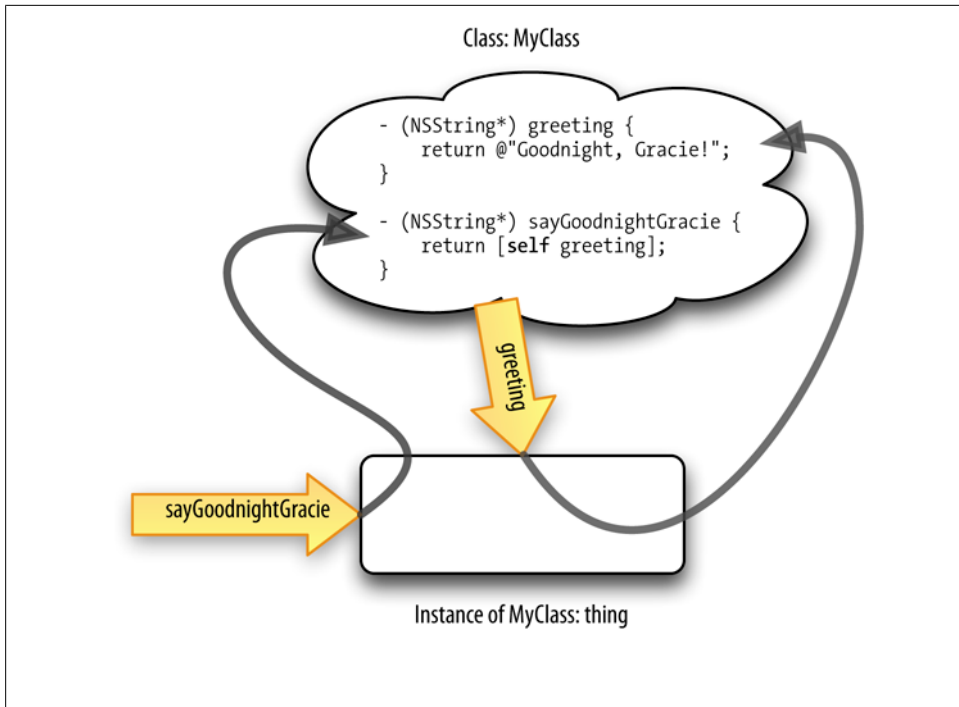 Class: MyClass
- (NSString*) greeting {
    return @"Goodnight, Gracie!";
}
- (NSString*) sayGoodnightGracie {
    return [self greeting];
}
greeting
sayGoodnightGracie
Instance of MyClass: thing